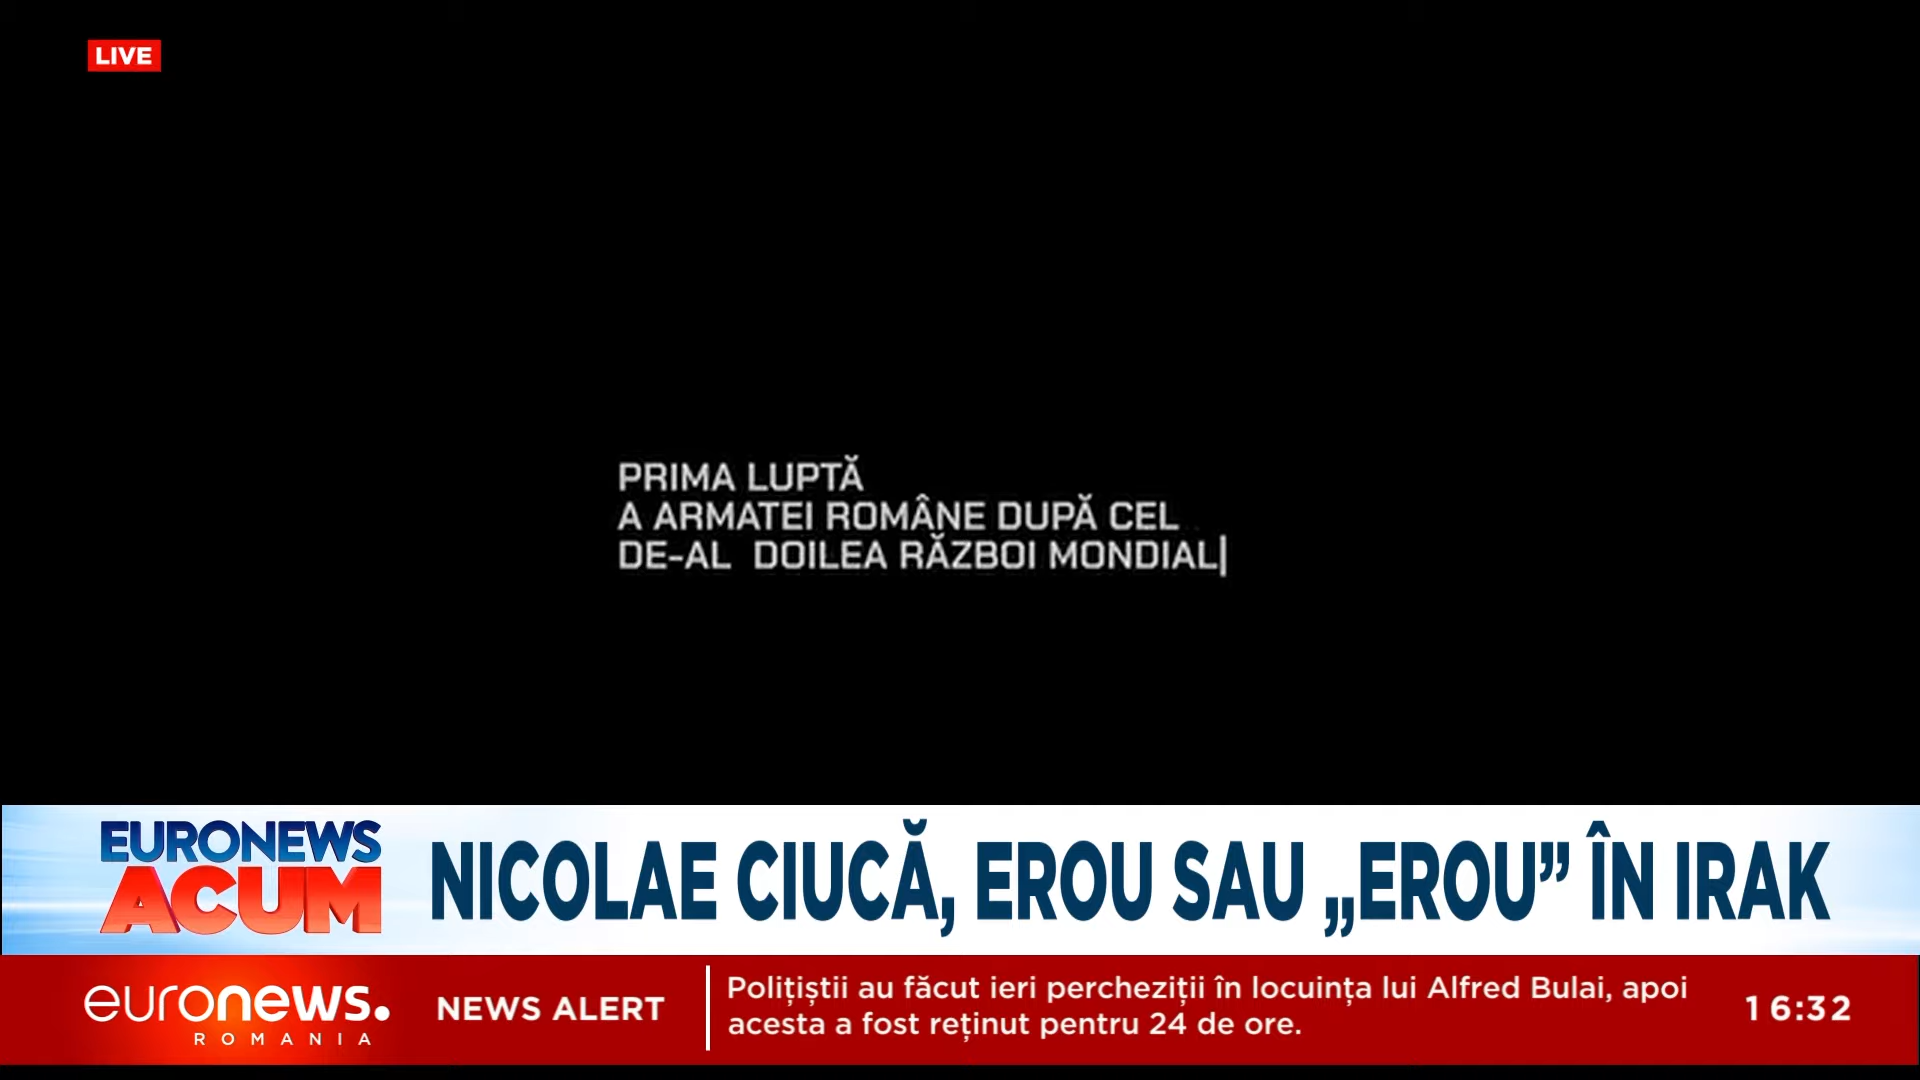 LIVE
PRIMA LUPTĂ
A ARMATEI ROMÂNE DUPĂ CEL
DE-AL  DOILEA RĂZBOI MONDIAL|
EURONEWS
ACUM
NICOLAE CIUCĂ, EROU SAU „EROU” ÎN IRAK
euronews.
ROMANIA
NEWS ALERT
Polițiștii au făcut ieri percheziții în locuința lui Alfred Bulai, apoi
acesta a fost reținut pentru 24 de ore.
16:32